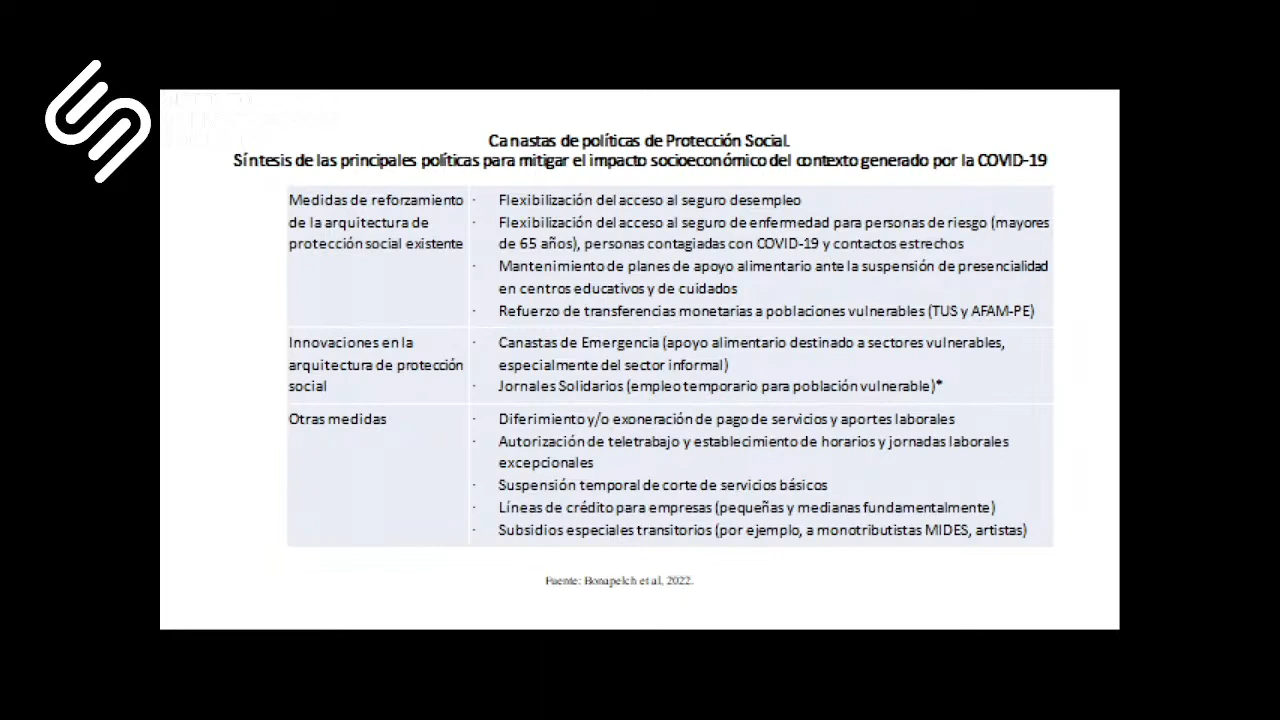 Canastas de políticas de Protección Social.
Síntesis de las principales políticas para mitigar el impacto socioeconómico del contexto generado por la COVID-19
Medidas de reforzamiento
de la arquitectura de
protección social existente
· Flexibilización del acceso al seguro desempleo
· Flexibilización del acceso al seguro de enfermedad para personas de riesgo (mayores
de 65 años), personas contagiadas con COVID-19 y contactos estrechos
· Mantenimiento de planes de apoyo alimentario ante la suspensión de presencialidad
en centros educativos y de cuidados
· Refuerzo de transferencias monetarias a poblaciones vulnerables (TUS y AFAM-PE)
Innovaciones en la
arquitectura de protección
social
· Canastas de Emergencia (apoyo alimentario destinado a sectores vulnerables,
especialmente del sector informal)
· Jornales Solidarios (empleo temporario para población vulnerable)*
Otras medidas
· Diferimiento y/o exoneración de pago de servicios y aportes laborales
· Autorización de teletrabajo y establecimiento de horarios y jornadas laborales
excepcionales
· Suspensión temporal de corte de servicios básicos
· Líneas de crédito para empresas (pequeñas y medianas fundamentalmente)
· Subsidios especiales transitorios (por ejemplo, a monotributistas MIDES, artistas)
Fuente: Bonapelch et al, 2022.